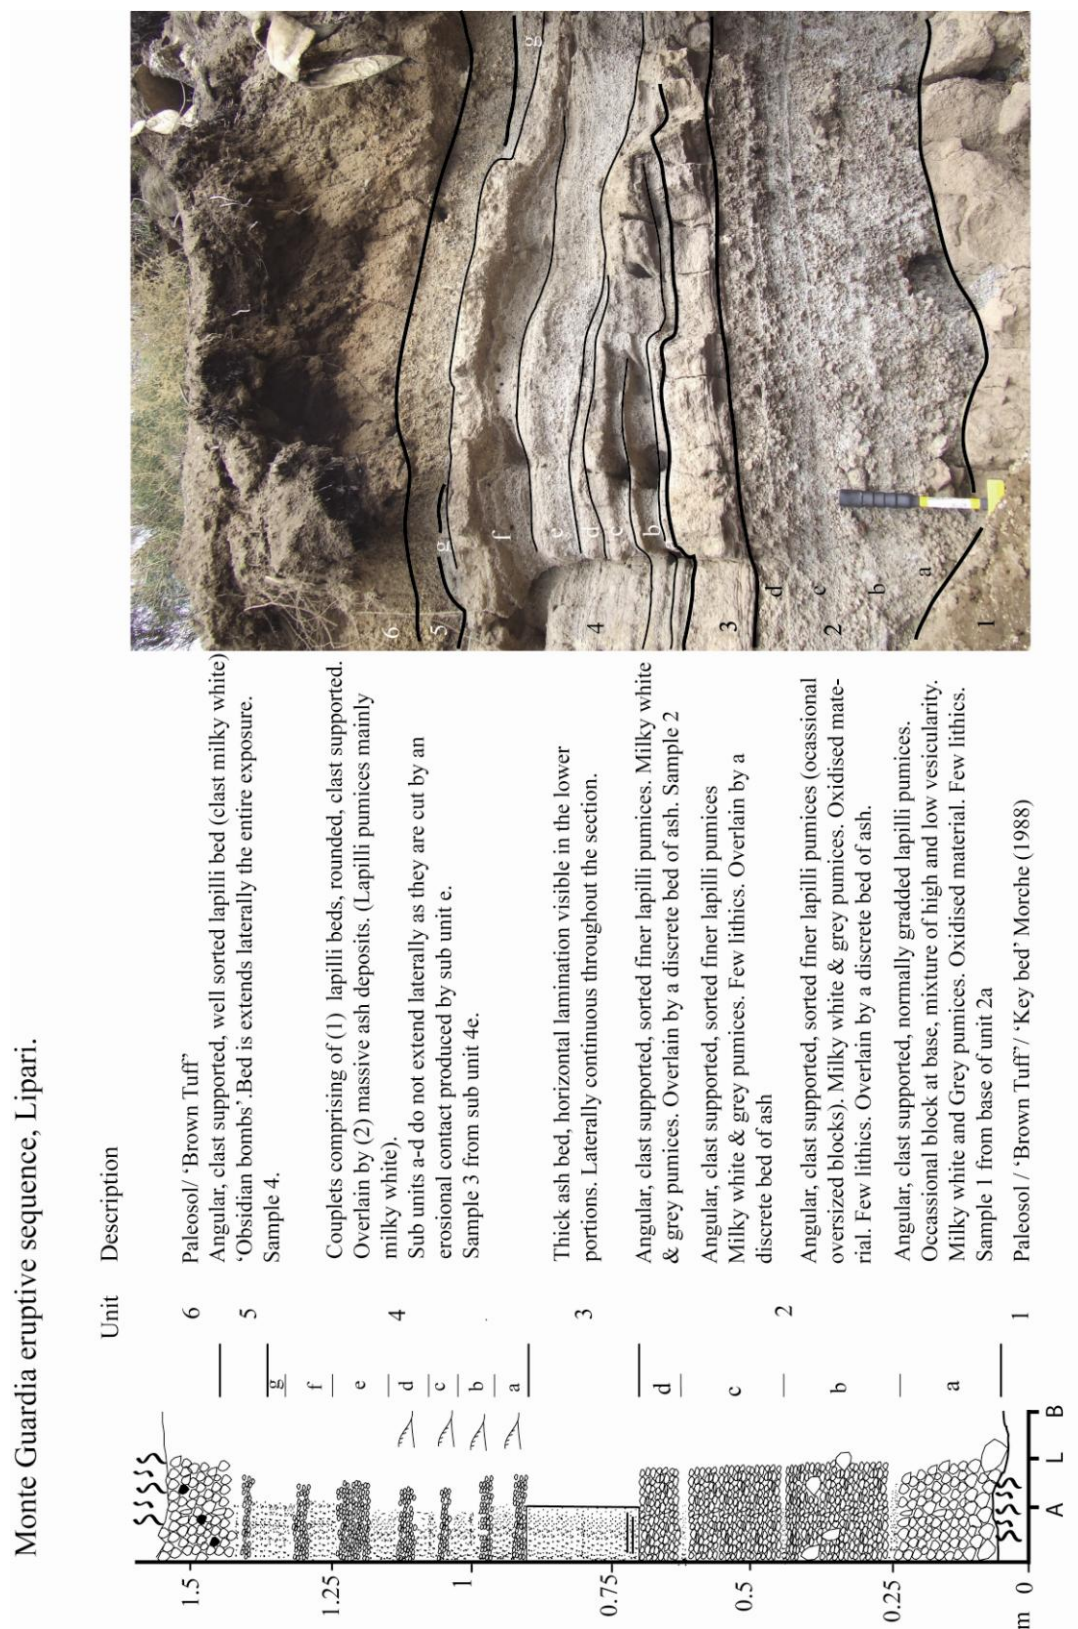 Monte Guardia eruptive sequence, Lipari.
Unit Description
6 Paleosol/ ‘Brown Tuff’
5 Angular, clast supported, well sorted lapilli bed (clast milky white)
‘Obsidian bombs’.Bed is extends laterally the entire exposure.
Sample 4.
4 Couplets comprising of (1) lapilli beds, rounded, clast supported.
Overlain by (2) massive ash deposits. (Lapilli pumices mainly
milky white).
Sub units a-d do not extend laterally as they are cut by an
erosional contact produced by sub unit e.
Sample 3 from sub unit 4e.
3 Thick ash bed, horizontal lamination visible in the lower
portions. Laterally continuous throughout the section.
2 Angular, clast supported, sorted finer lapilli pumices. Milky white
& grey pumices. Overlain by a discrete bed of ash. Sample 2
Angular, clast supported, sorted finer lapilli pumices
Milky white & grey pumices. Few lithics. Overlain by a
discrete bed of ash
Angular, clast supported, sorted finer lapilli pumices (ocassional
oversized blocks). Milky white & grey pumices. Oxidised mate-
rial. Few lithics. Overlain by a discrete bed of ash.
Angular, clast supported, normally gradded lapilli pumices.
Occassional block at base, mixture of high and low vesicularity.
Milky white and Grey pumices. Oxidised material. Few lithics.
Sample 1 from base of unit 2a
1 Paleosol / ‘Brown Tuff’/ ‘Key bed’ Morche (1988)
1.5
1.25
1
0.75
0.5
0.25
m 0
A L B
g
f
e
d
c
b
a
d
c
b
a
6
5
g
g
f
e
d
c
b
4
3
d
c
2
b
a
1